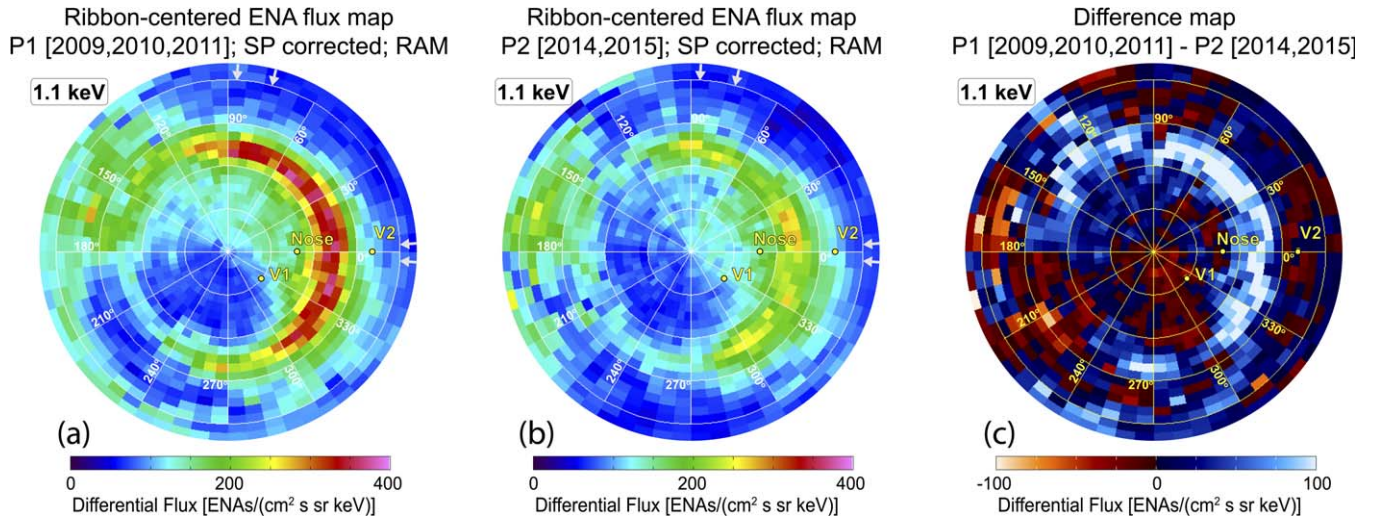 Ribbon-centered ENA flux map
P1 [2009,2010,2011]; SP corrected; RAM
1.1 keV
90°
60°
30°
0°
330°
300°
270°
240°
210°
180°
150°
120°
Nose
V2
V1
(a)
0 200 400
Differential Flux [ENAs/(cm² s sr keV)]
Ribbon-centered ENA flux map
P2 [2014,2015]; SP corrected; RAM
1.1 keV
90°
60°
30°
0°
330°
300°
270°
240°
210°
180°
150°
120°
Nose
V2
V1
(b)
0 200 400
Differential Flux [ENAs/(cm² s sr keV)]
Difference map
P1 [2009,2010,2011] - P2 [2014,2015]
1.1 keV
90°
60°
30°
0°
330°
300°
270°
240°
210°
180°
150°
120°
Nose
V2
V1
(c)
-100 0 100
Differential Flux [ENAs/(cm² s sr keV)]